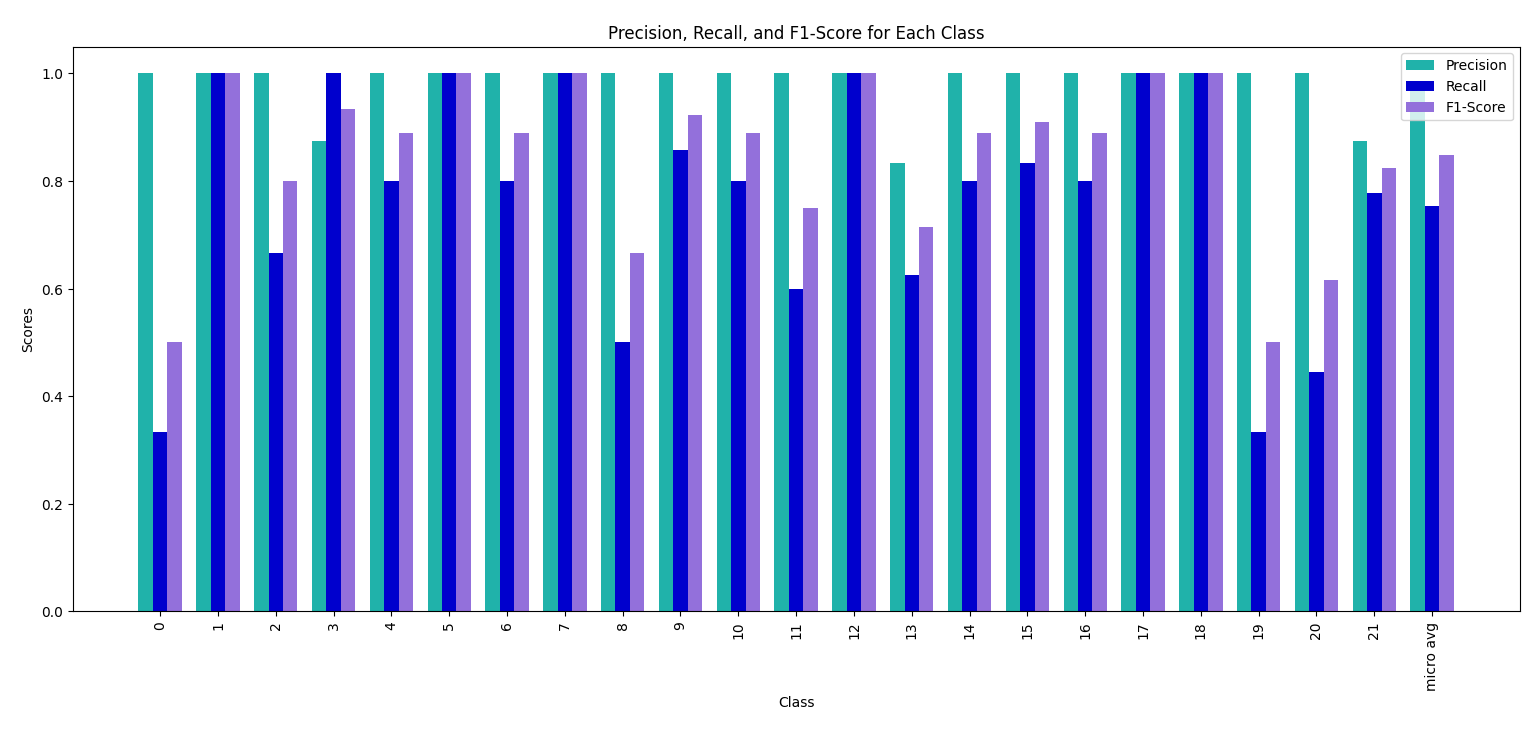 Precision, Recall, and F1-Score for Each Class
Precision
Recall
F1-Score
1.0
0.8
0.6
0.4
0.2
0.0
Scores
0 1 2 3 4 5 6 7 8 9 10 11 12 13 14 15 16 17 18 19 20 21 micro avg
Class